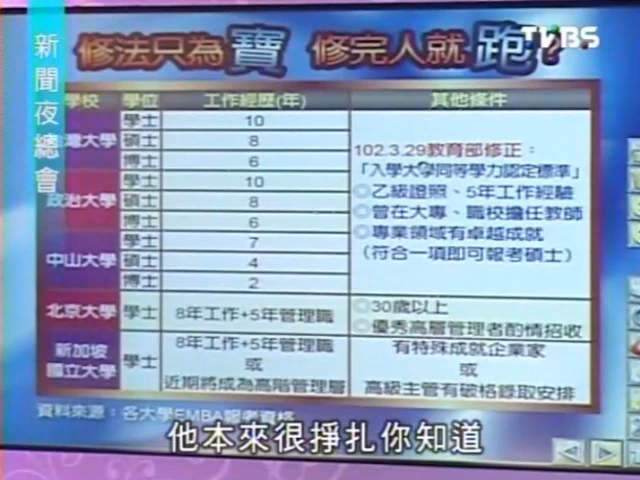 新聞夜總會
修法只為 寶 修完人就 跑?
TVBS
學校 學位 工作經歷(年) 其他條件
台灣大學 學士 10
碩士 8
博士 6
政治大學 學士 10
碩士 8
博士 6
中山大學 學士 7
碩士 4
博士 2
102.3.29教育部修正:
「入學大學同等學力認定標準」
◎乙級證照、5年工作經驗
◎曾在大專、職校擔任教師
◎專業領域有卓越成就
(符合一項即可報考碩士)
北京大學 學士 8年工作+5年管理職
◎30歲以上
◎優秀高層管理者酌情招收
新加坡
國立大學 學士
8年工作+5年管理職
或
近期將成為高階管理層
有特殊成就企業家
或
高級主管有破格錄取安排
資料來源:各大學EMBA報考資格
他本來很掙扎你知道